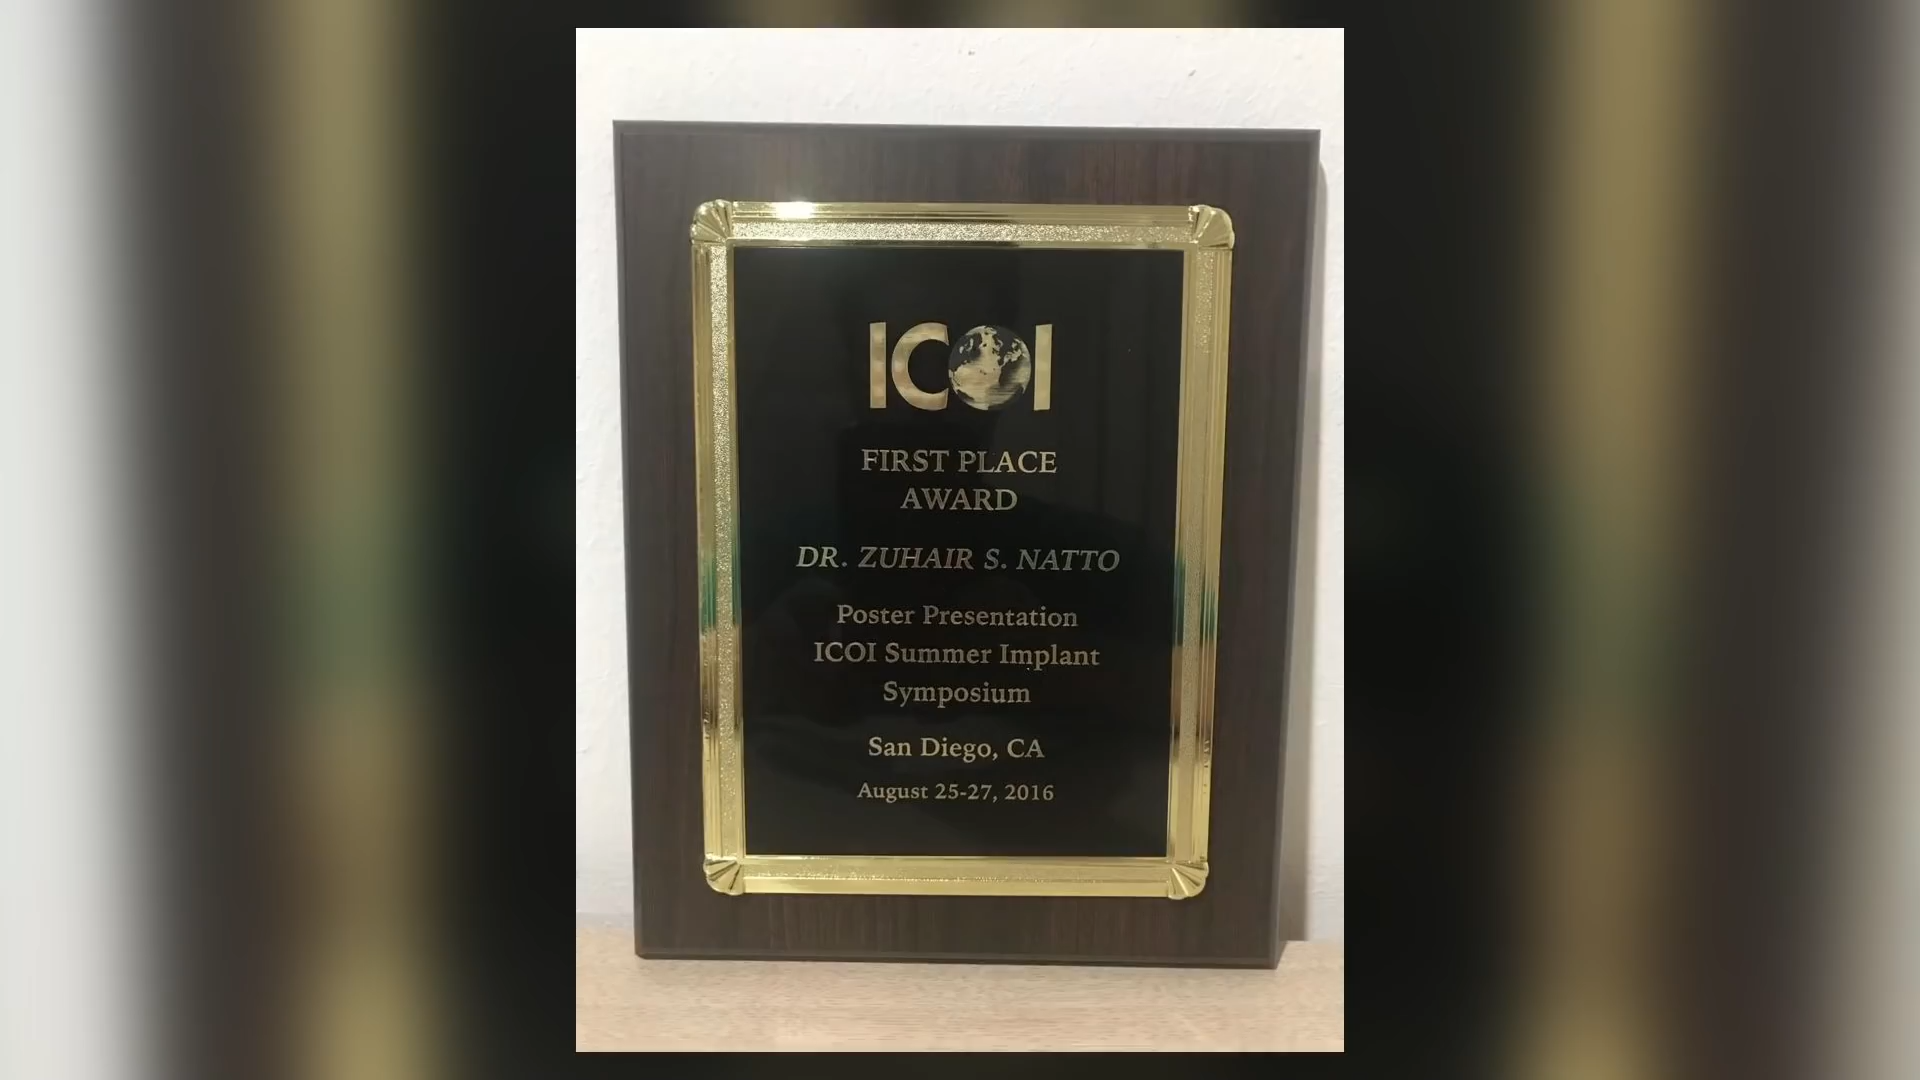 ICOI
FIRST PLACE
AWARD
DR. ZUHAIR S. NATTO
Poster Presentation
ICOI Summer Implant
Symposium
San Diego, CA
August 25-27, 2016